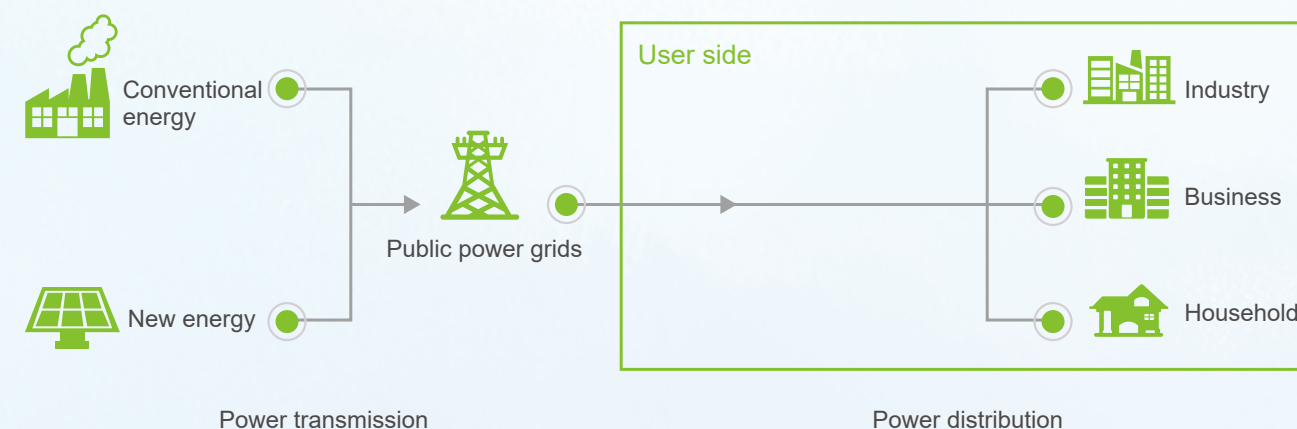 User side
Conventional
energy
Industry
Business
Public power grids
New energy
Household
Power transmission
Power distribution